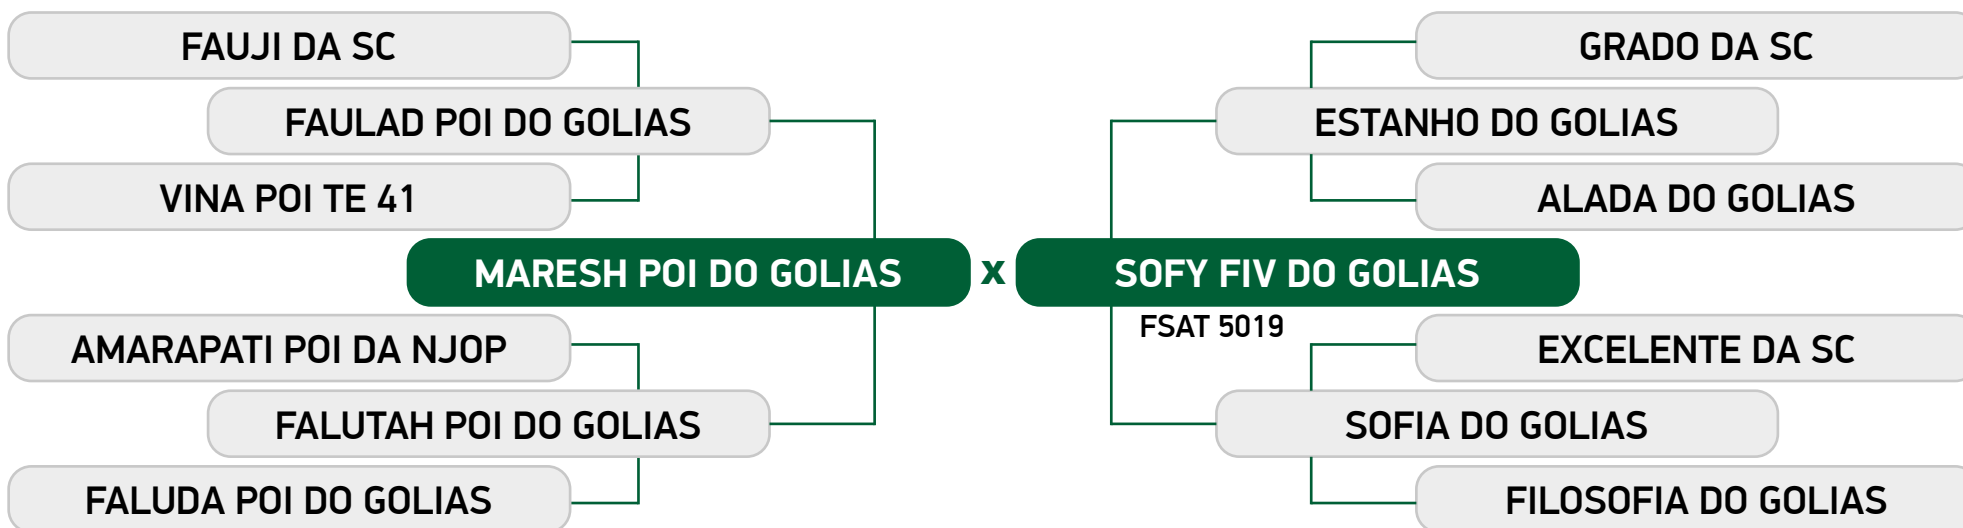 FAUJI DA SC
GRADO DA SC
FAULAD POI DO GOLIAS
ESTANHO DO GOLIAS
VINA POI TE 41
ALADA DO GOLIAS
MARESH POI DO GOLIAS x SOFY FIV DO GOLIAS
FSAT 5019
AMARAPATI POI DA NJOP
EXCELENTE DA SC
FALUTAH POI DO GOLIAS
SOFIA DO GOLIAS
FALUDA POI DO GOLIAS
FILOSOFIA DO GOLIAS